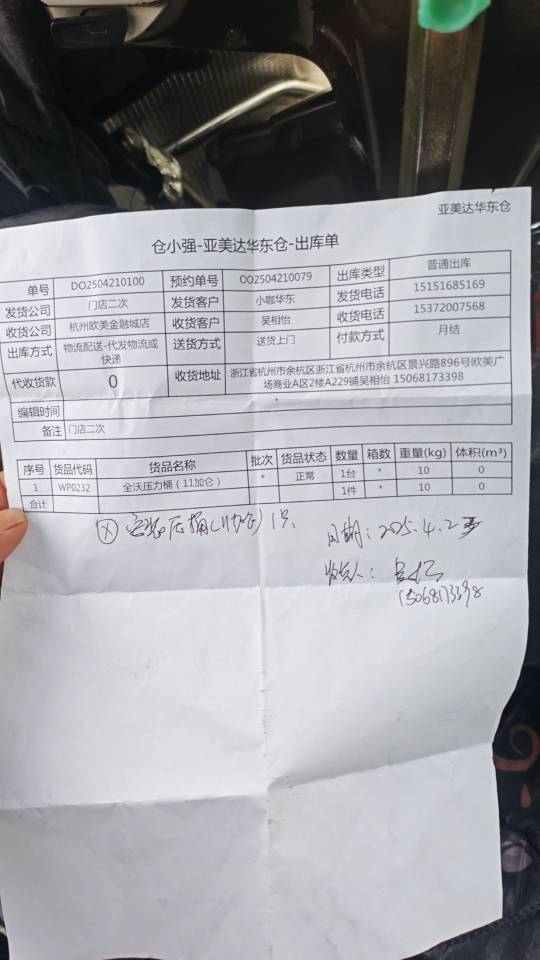 亚美达华东仓
仓小强-亚美达华东仓-出库单
单号 DO2504210100 预约单号 OO2504210079 出库类型 普通出库
发货公司 门店二次 发货客户 小咖华东 发货电话 15151685169
收货公司 杭州欧美金融城店 收货客户 吴相怡 收货电话 15372007568
出库方式 物流配送-代发物流或快递 送货方式 送货上门 付款方式 月结
代收货款 0 收货地址 浙江省杭州市余杭区浙江省杭州市余杭区景兴路896号欧美广场商业A区2楼A229铺吴相怡 15068173398
编辑时间 *
备注 门店二次
序号 货品代码 货品名称 批次 货品状态 数量 箱数 重量(kg) 体积(m³)
1 WP0232 全沃压力桶（11加仑） * 正常 1台 * 10 0
合计 1件 * 10 0
压力桶(11加仑)1只.
日期: 2025.4.2
收货人:
15068173398